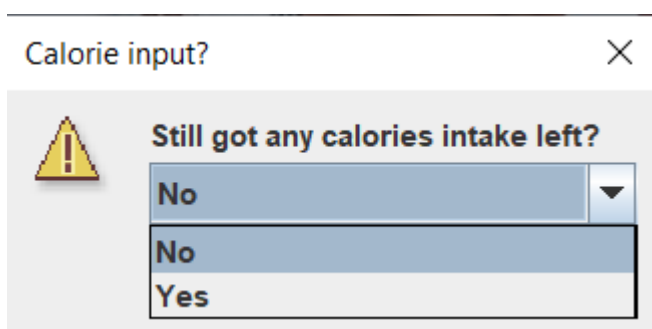 Calorie input?
Still got any calories intake left?
No
No
Yes